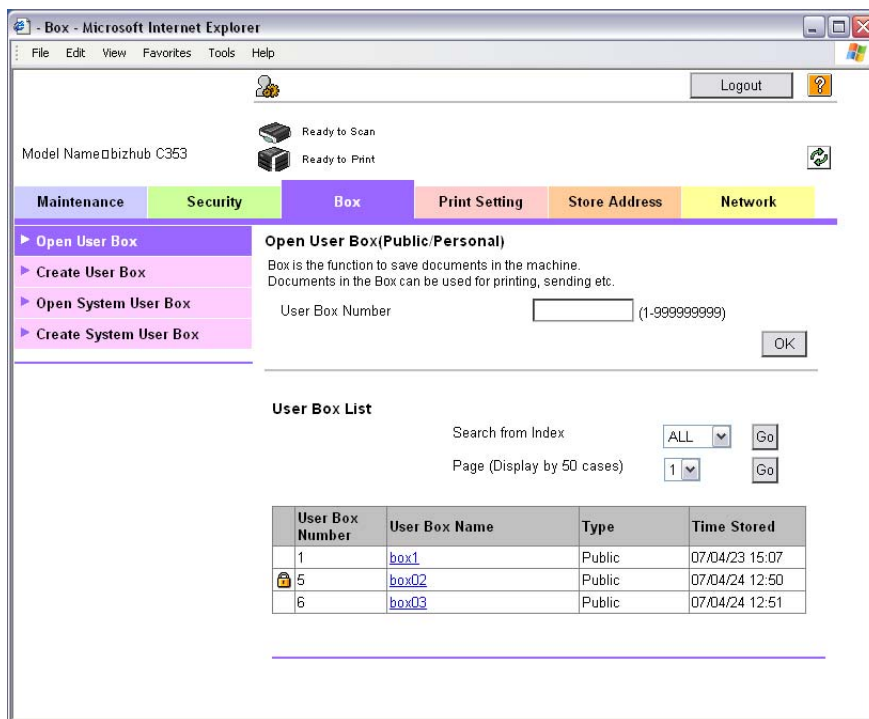 - Box - Microsoft Internet Explorer
File Edit View Favorites Tools Help
Logout ?
Ready to Scan
Model Name□bizhub C353
Ready to Print
Maintenance Security Box Print Setting Store Address Network
Open User Box
Create User Box
Open System User Box
Create System User Box
Open User Box(Public/Personal)
Box is the function to save documents in the machine.
Documents in the Box can be used for printing, sending etc.
User Box Number (1-999999999)
OK
User Box List
Search from Index ALL Go
Page (Display by 50 cases) 1 Go
User Box Number User Box Name Type Time Stored
1 box1 Public 07/04/23 15:07
5 box02 Public 07/04/24 12:50
6 box03 Public 07/04/24 12:51